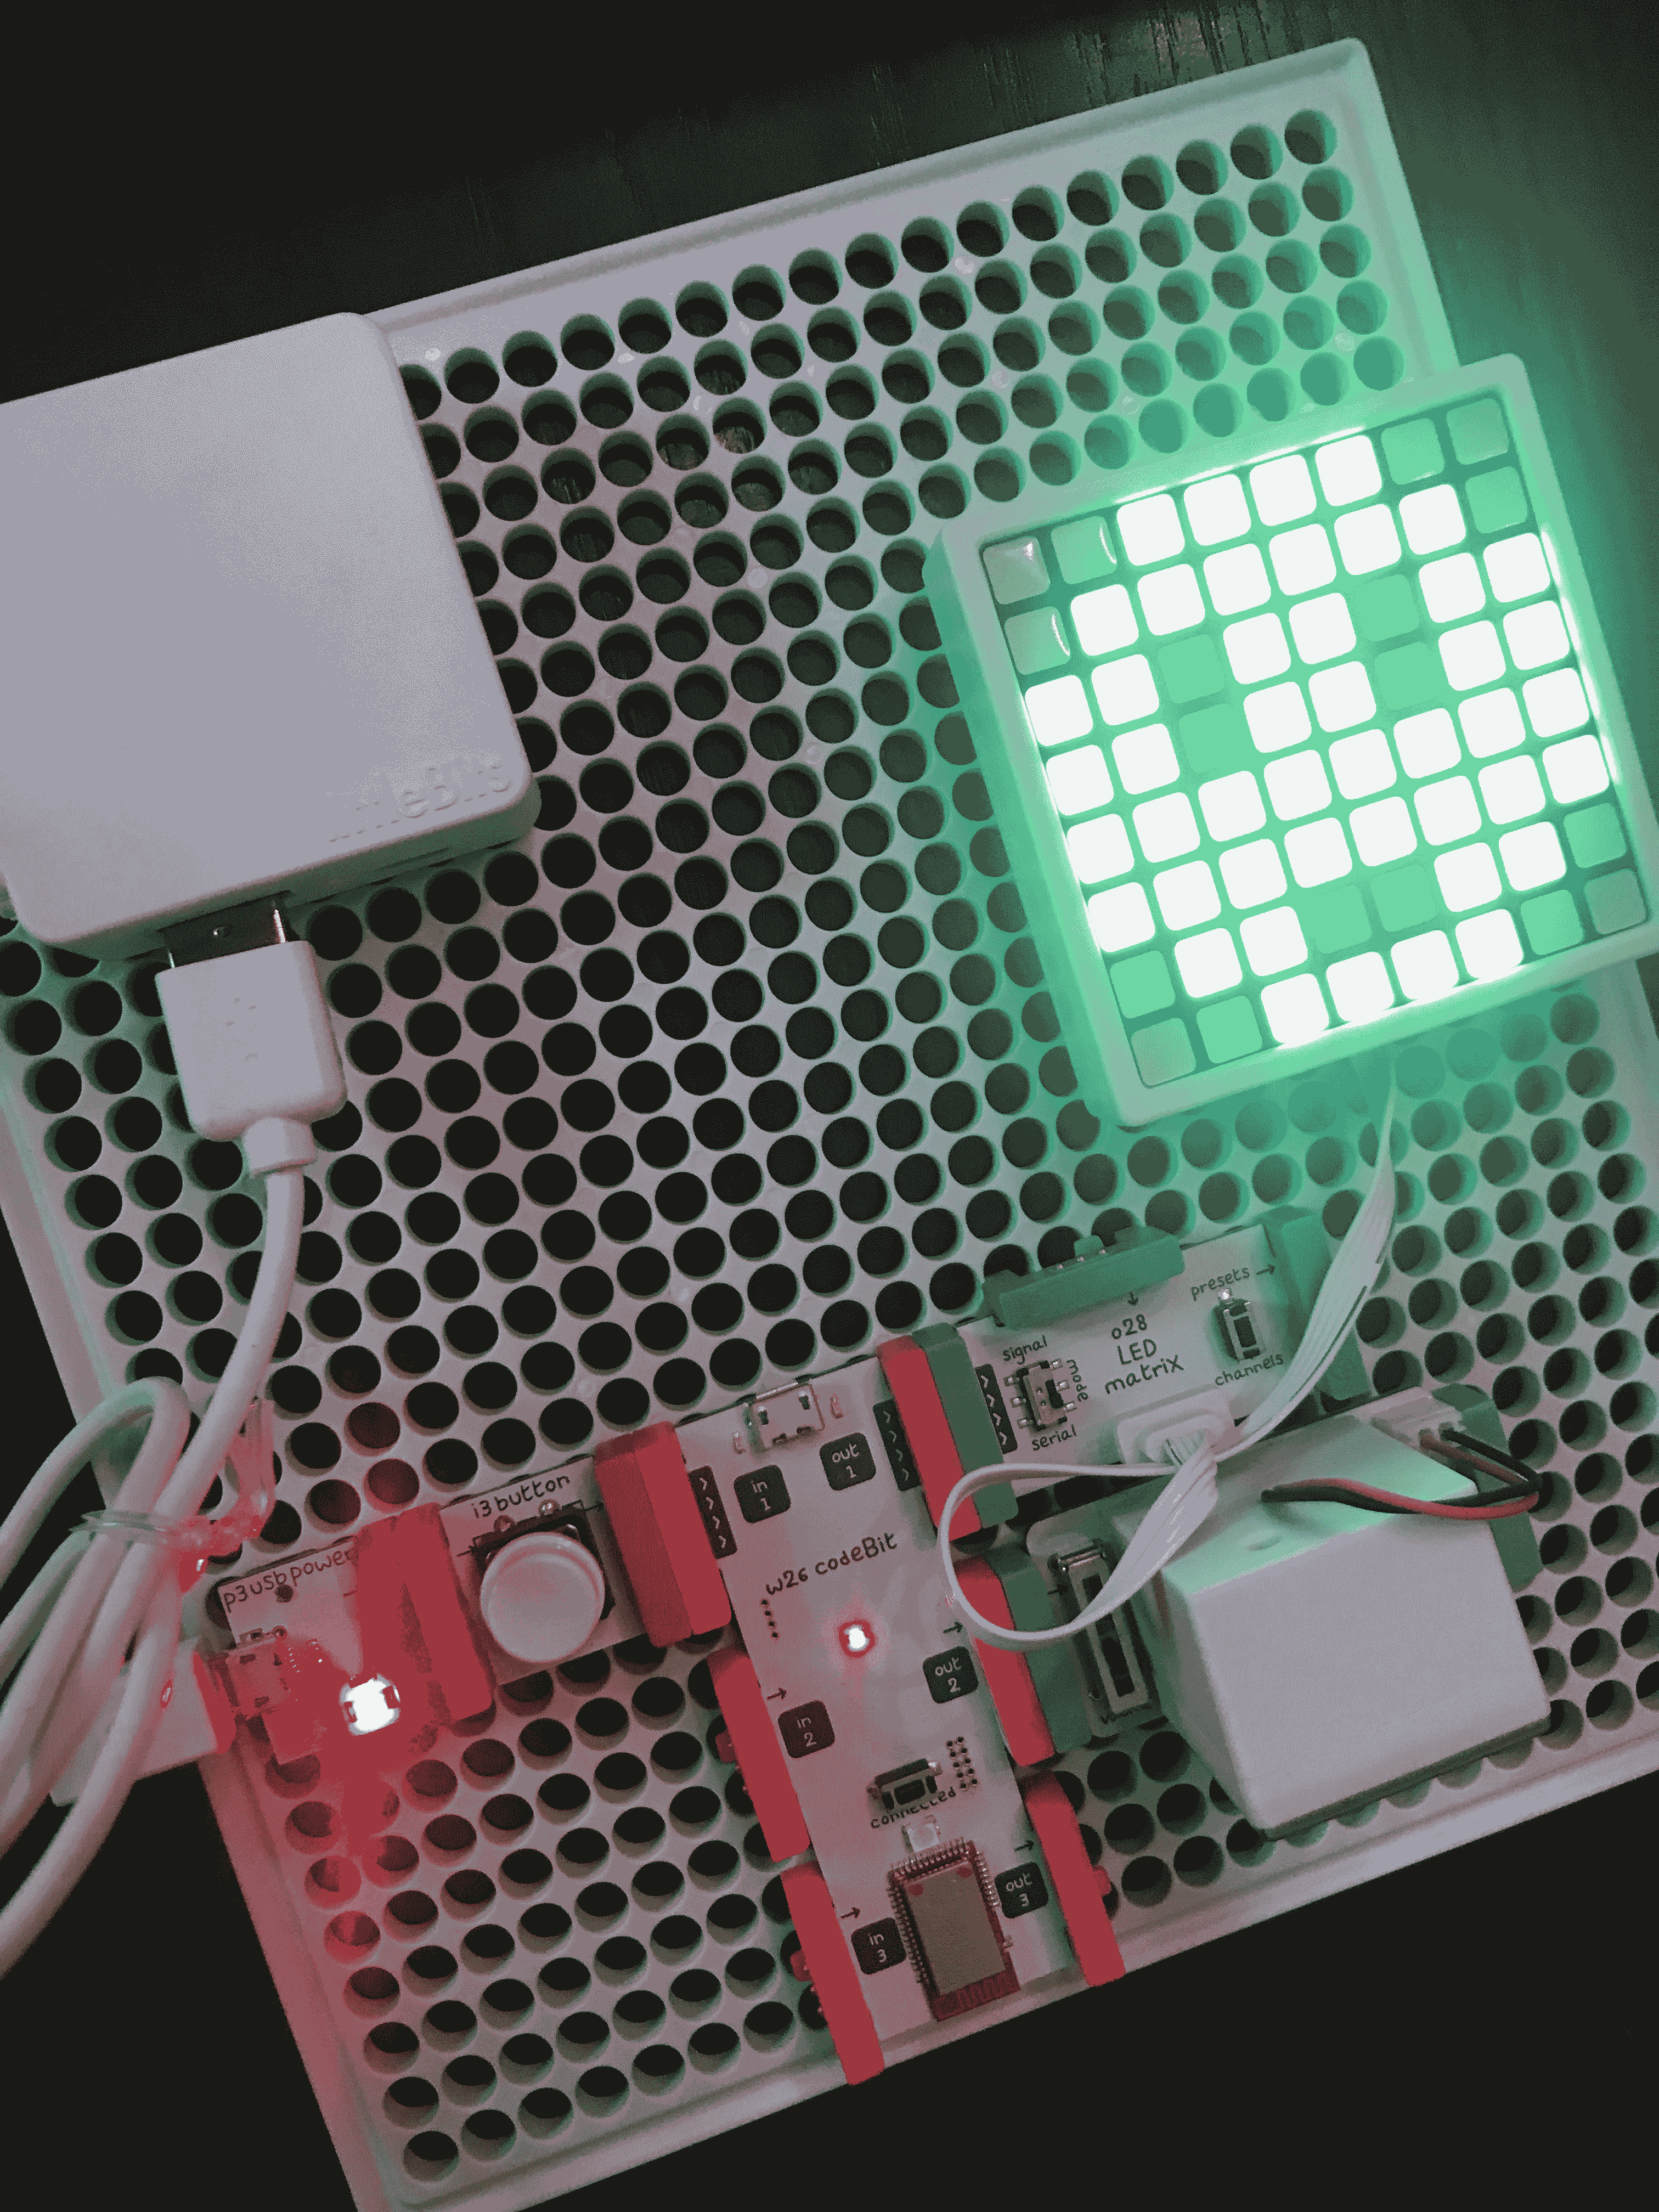 littleBits
presets →
o28
LED
matrix
signal
mode
serial
channels
out
1
in
1
i3 button
w26 codeBit
p3 usb power
out
2
in
2
connected
out
3
in
3